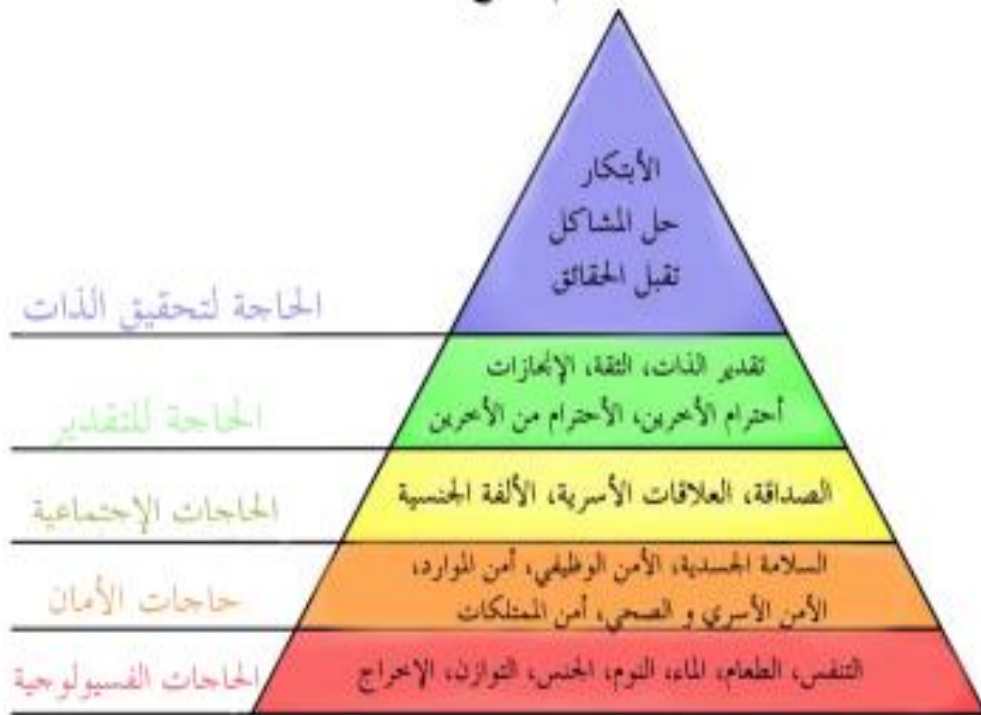 الأبتكار
حل المشاكل
تقبل الحقائق
الحاجة لتحقيق الذات
تقدير الذات، الثقة، الإنجازات
أحترام الأخرين، الأحترام من الأخرين
الحاجة للتقدير
الصداقة، العلاقات الأسرية، الألفة الجنسية
الحاجات الإجتماعية
السلامة الجسدية، الأمن الوظيفي، أمن الموارد،
الأمن الأسري و الصحي، أمن الممتلكات
حاجات الأمان
التنفس، الطعام، الماء، النوم، الجنس، التوازن، الإخراج
الحاجات الفسيولوجية